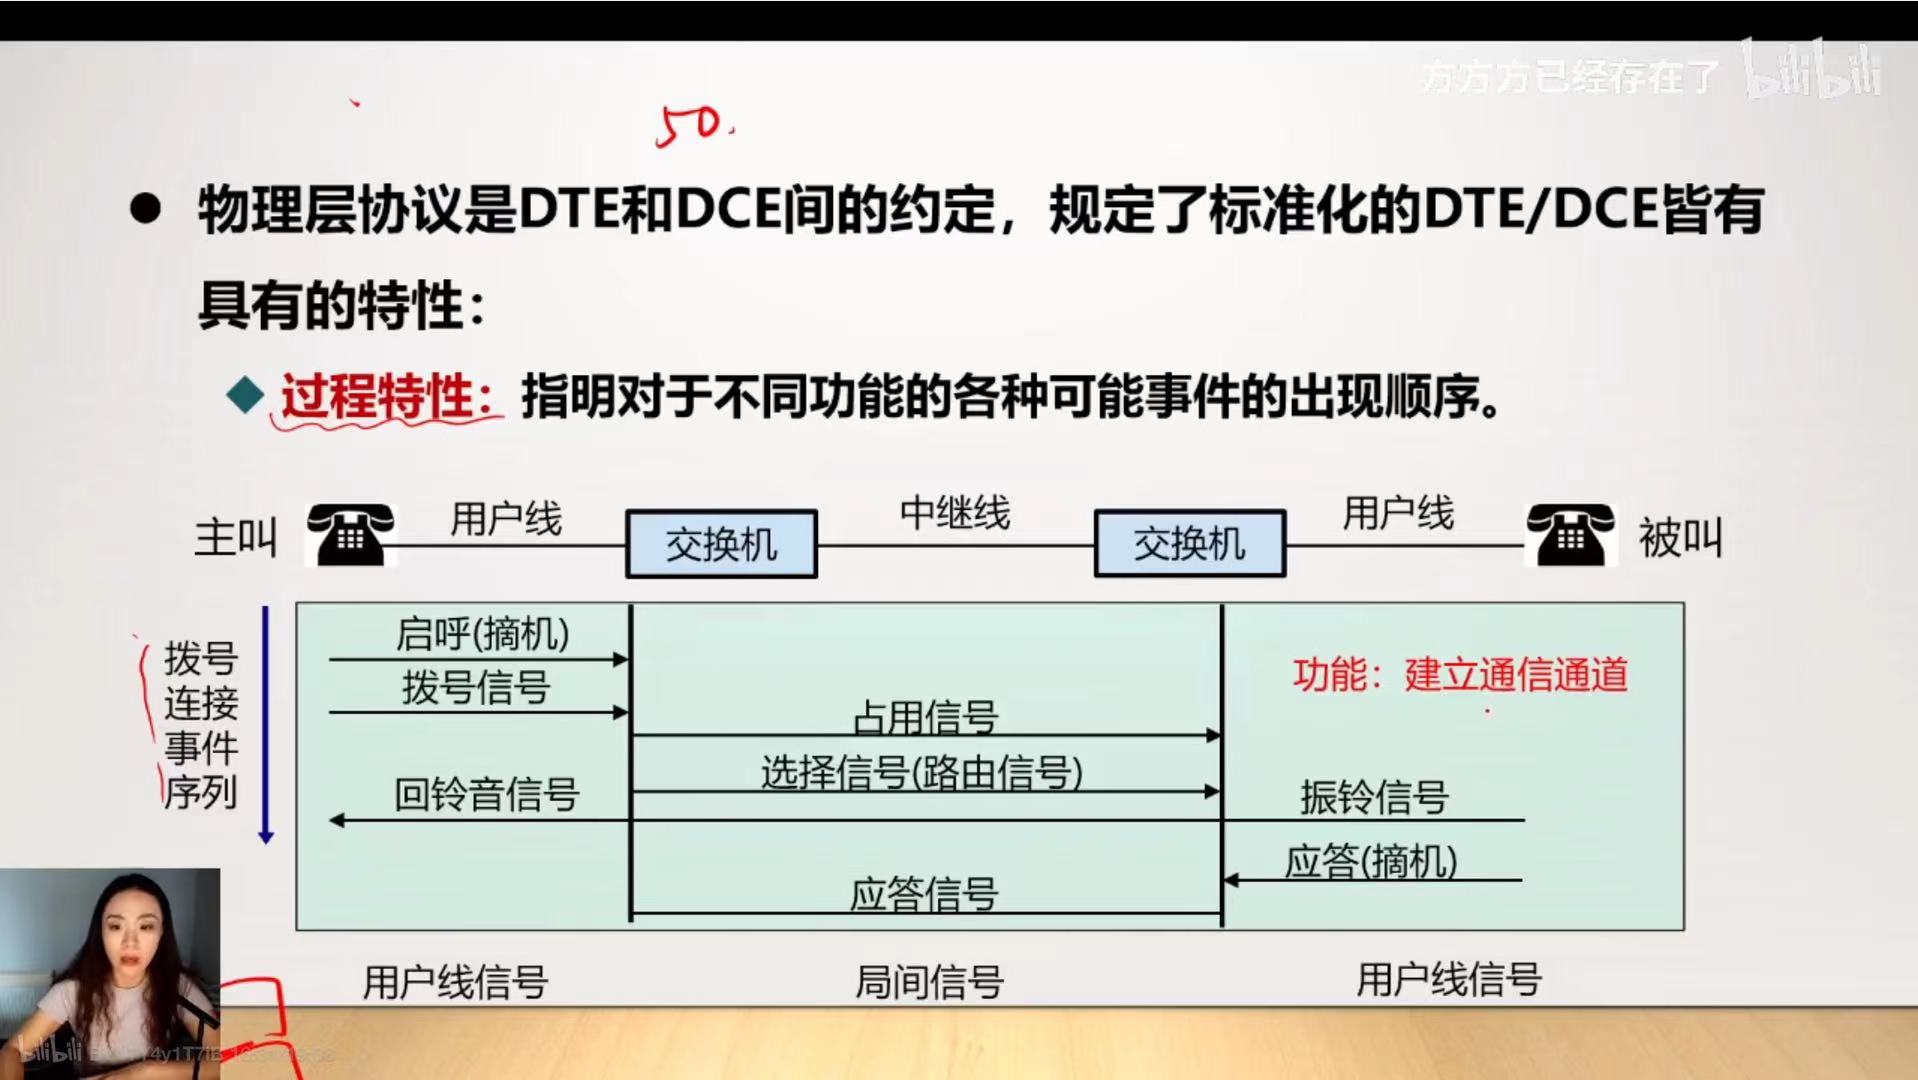 方方方已经存在了 bilibili
50.
● 物理层协议是DTE和DCE间的约定，规定了标准化的DTE/DCE皆有
具有的特性：
◆ 过程特性：指明对于不同功能的各种可能事件的出现顺序。
主叫 用户线 交换机 中继线 交换机 用户线 被叫
拨号
连接
事件
序列
启呼(摘机)
拨号信号
占用信号
选择信号(路由信号)
回铃音信号
振铃信号
应答(摘机)
应答信号
功能：建立通信通道
用户线信号 局间信号 用户线信号
bilibili